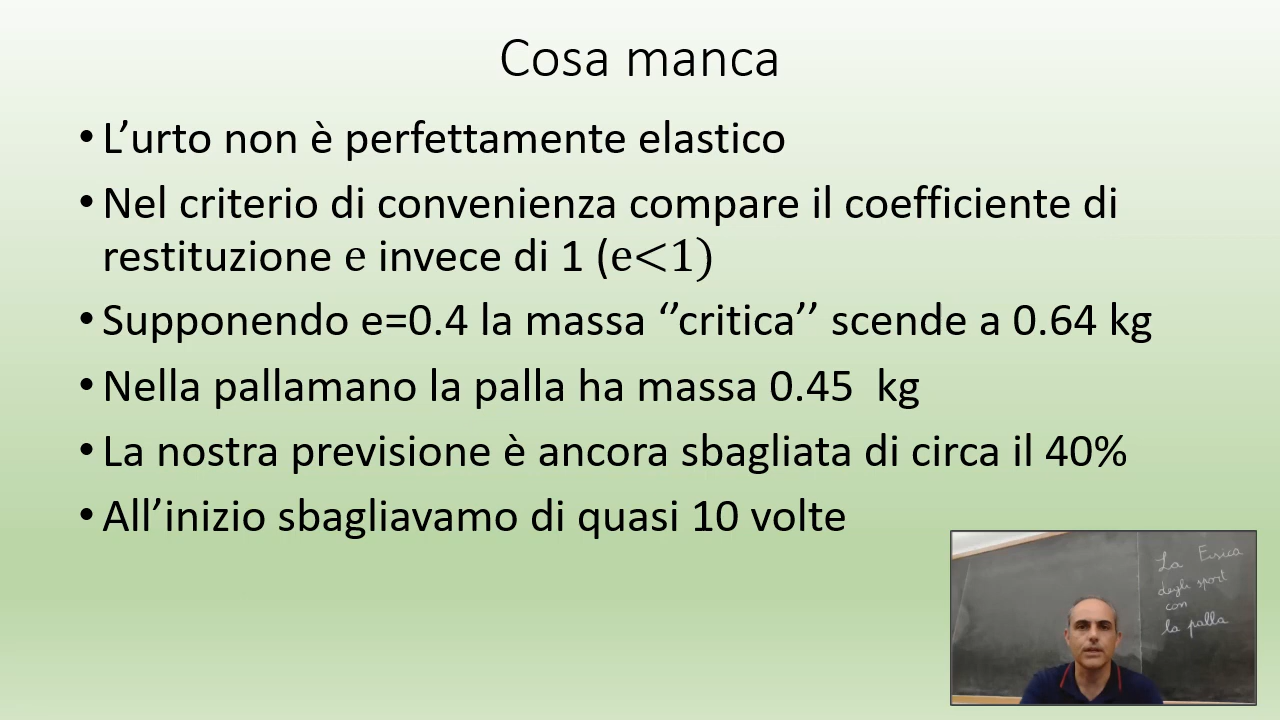 Cosa manca
• L’urto non è perfettamente elastico
• Nel criterio di convenienza compare il coefficiente di
restituzione e invece di 1 (e<1)
• Supponendo e=0.4 la massa ‘’critica’’ scende a 0.64 kg
• Nella pallamano la palla ha massa 0.45 kg
• La nostra previsione è ancora sbagliata di circa il 40%
• All’inizio sbagliavamo di quasi 10 volte
La Fisica
degli sport
con
la palla